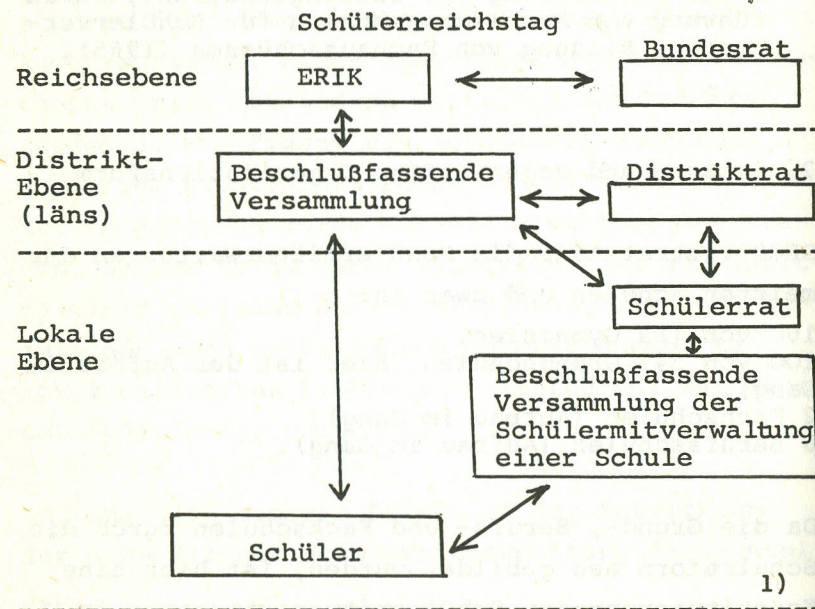 Schülerreichstag
Bundesrat
Reichsebene
ERIK
Distrikt-
Ebene
(läns)
Beschlußfassende
Versammlung
Distriktrat
Lokale
Ebene
Schülerrat
Beschlußfassende
Versammlung der
Schülermitverwaltung
einer Schule
Schüler
1)